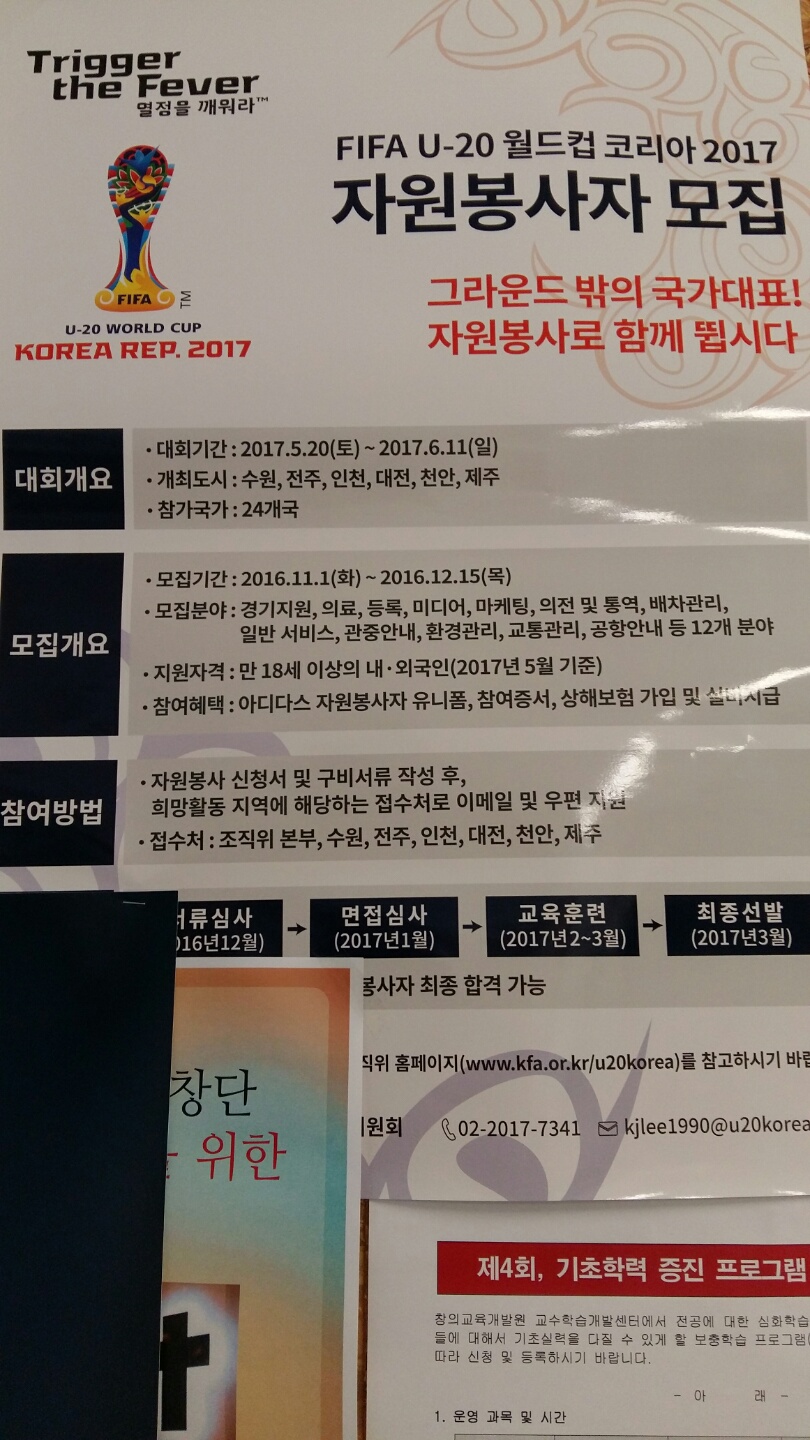 Trigger
the Fever
열정을 깨워라™
FIFA
TM
U-20 WORLD CUP
KOREA REP. 2017
FIFA U-20 월드컵 코리아 2017
자원봉사자 모집
그라운드 밖의 국가대표!
자원봉사로 함께 뜁시다
대회개요
· 대회기간 : 2017.5.20(토) ~ 2017.6.11(일)
· 개최도시 : 수원, 전주, 인천, 대전, 천안, 제주
· 참가국가 : 24개국
모집개요
· 모집기간 : 2016.11.1(화) ~ 2016.12.15(목)
· 모집분야 : 경기지원, 의료, 등록, 미디어, 마케팅, 의전 및 통역, 배차관리,
일반 서비스, 관중안내, 환경관리, 교통관리, 공항안내 등 12개 분야
· 지원자격 : 만 18세 이상의 내·외국인(2017년 5월 기준)
· 참여혜택 : 아디다스 자원봉사자 유니폼, 참여증서, 상해보험 가입 및 실비지급
참여방법
· 자원봉사 신청서 및 구비서류 작성 후,
희망활동 지역에 해당하는 접수처로 이메일 및 우편 지원
· 접수처 : 조직위 본부, 수원, 전주, 인천, 대전, 천안, 제주
서류심사 → 면접심사 → 교육훈련 → 최종선발
016년12월) (2017년1월) (2017년2~3월) (2017년3월)
봉사자 최종 합격 가능
직위 홈페이지(www.kfa.or.kr/u20korea)를 참고하시기 바랍
위원회 02-2017-7341 kjlee1990@u20korea
창단
위한
제4회, 기초학력 증진 프로그램
창의교육개발원 교수학습개발센터에서 전공에 대한 심화학습
들에 대해서 기초실력을 다질 수 있게 할 보충학습 프로그램(
따라 신청 및 등록하시기 바랍니다.
- 아 래 -
1. 운영 과목 및 시간